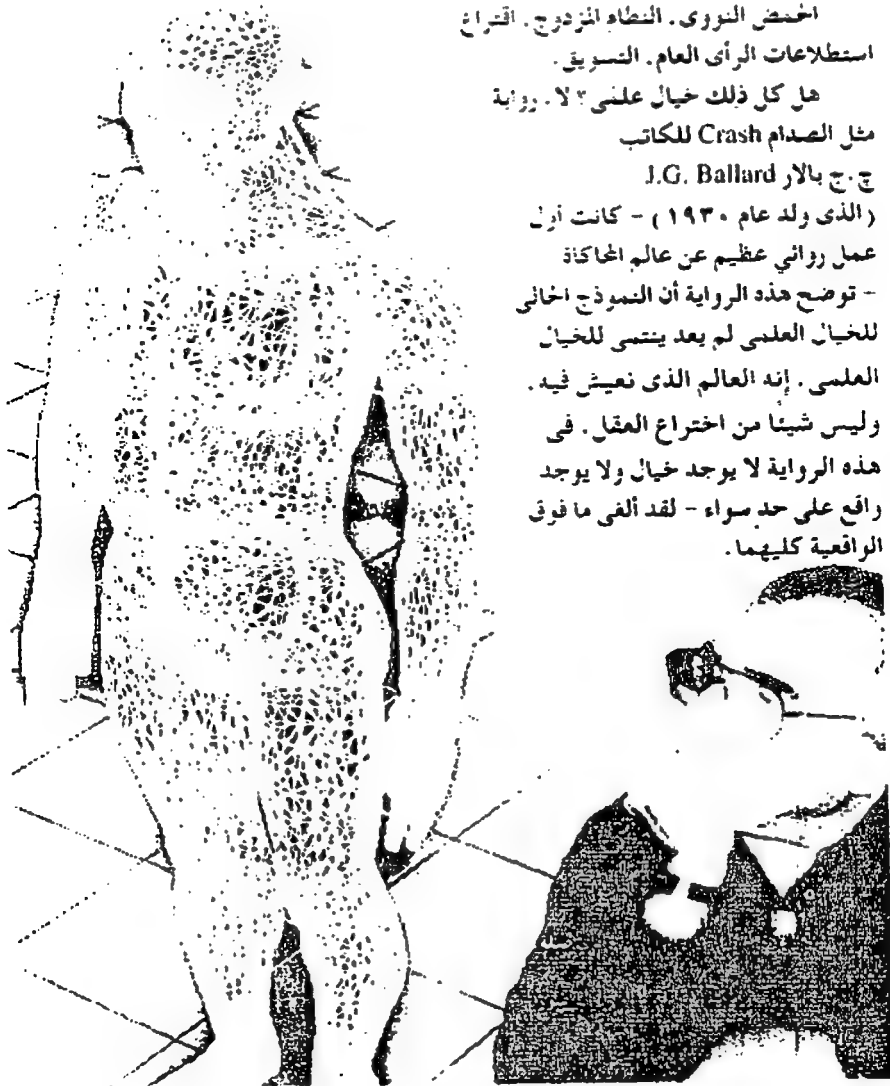 الحمض النووى. النظام المزدوج. اقتراع
استطلاعات الرأى العام. التسويق.
هل كل ذلك خيال علمى؟ لا. رواية
مثل الصدام Crash للكاتب
چ.ج بالار J.G. Ballard
(الذى ولد عام ١٩٣٠) - كانت أول
عمل روائي عظيم عن عالم المحاكاة
- توضح هذه الرواية أن النموذج الحالى
للخيال العلمى لم يعد ينتمى للخيال
العلمى. إنه العالم الذى نعيش فيه.
وليس شيئًا من اختراع العقل. فى
هذه الرواية لا يوجد خيال ولا يوجد
واقع على حد سواء - لقد ألغى ما فوق
الواقعية كليهما.